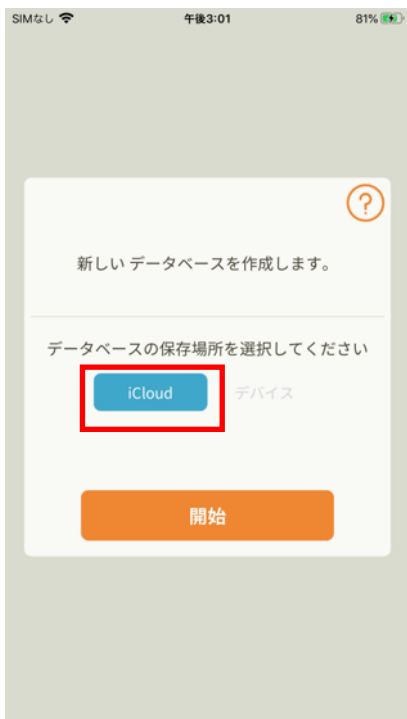 SIMなし 午後3:01 81%
?
新しい データベースを作成します。
データベースの保存場所を選択してください
iCloud デバイス
開始